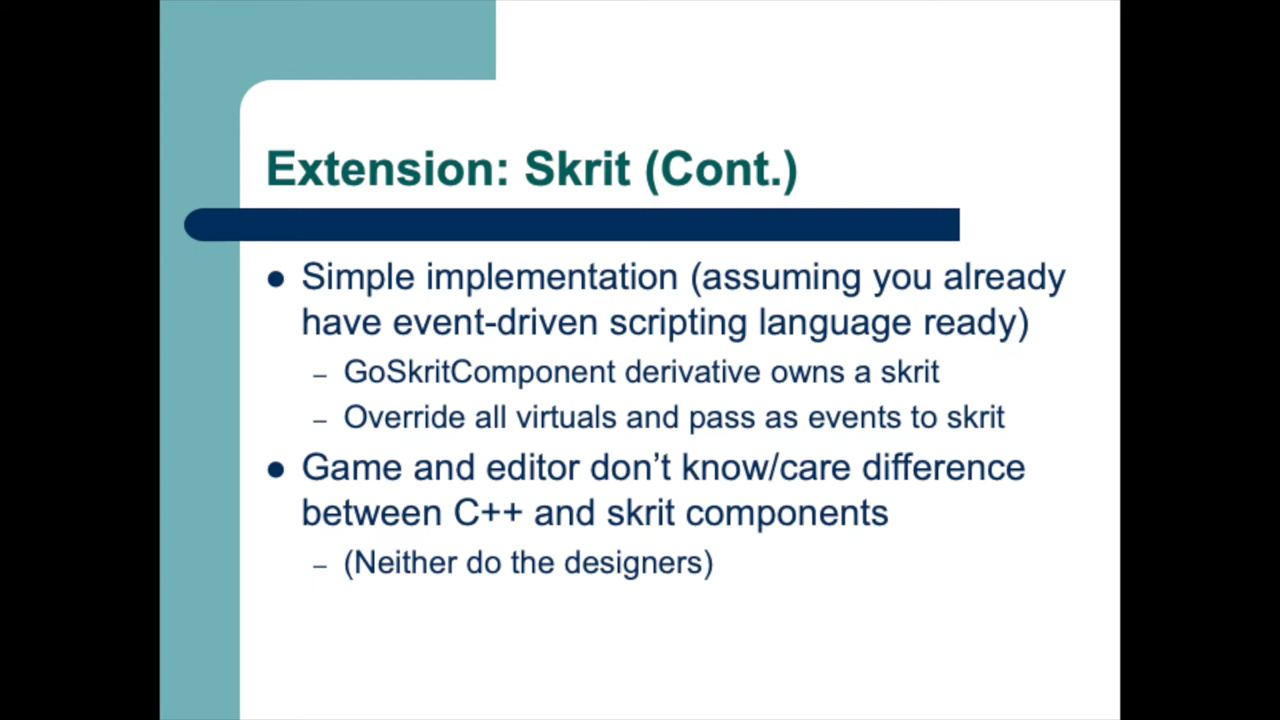 Extension: Skrit (Cont.)
● Simple implementation (assuming you already
have event-driven scripting language ready)
– GoSkritComponent derivative owns a skrit
– Override all virtuals and pass as events to skrit
● Game and editor don’t know/care difference
between C++ and skrit components
– (Neither do the designers)